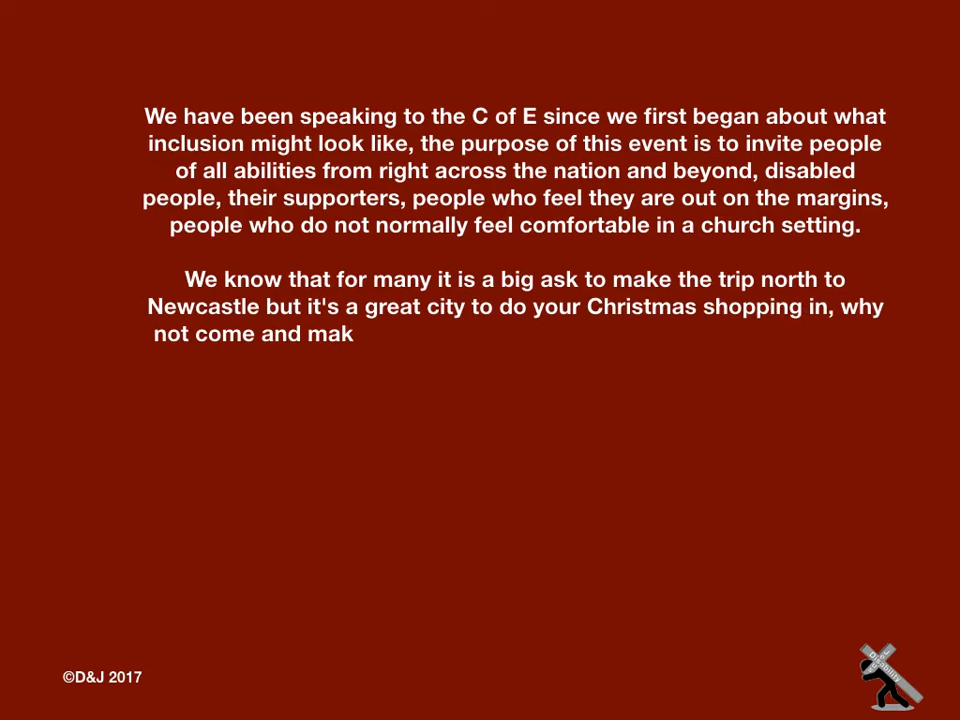 We have been speaking to the C of E since we first began about what
inclusion might look like, the purpose of this event is to invite people
of all abilities from right across the nation and beyond, disabled
people, their supporters, people who feel they are out on the margins,
people who do not normally feel comfortable in a church setting.
We know that for many it is a big ask to make the trip north to
Newcastle but it's a great city to do your Christmas shopping in, why
not come and mak
©D&J 2017
Disability